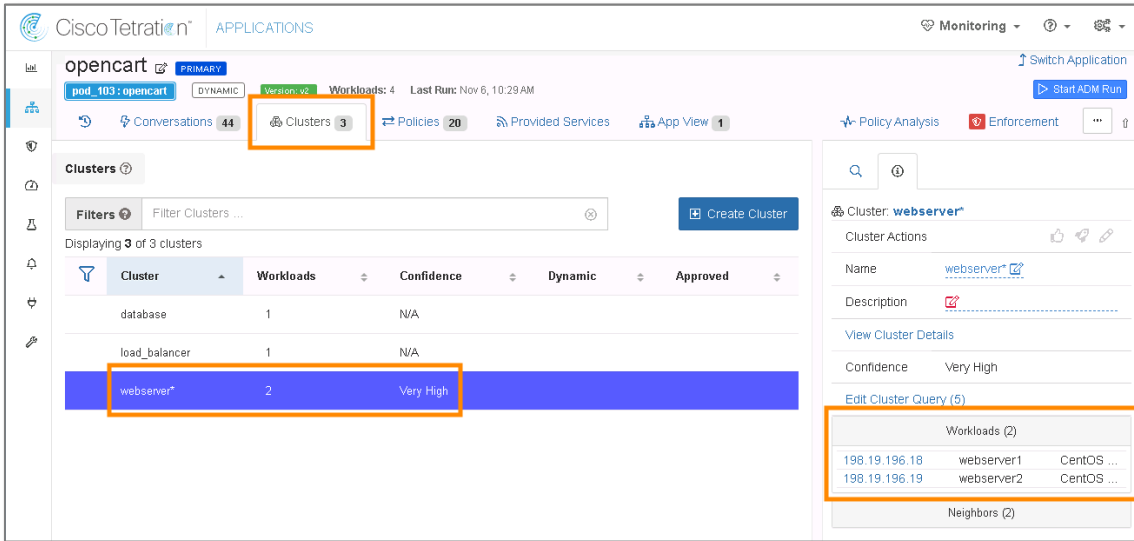 Cisco Tetration™ APPLICATIONS Monitoring
opencart PRIMARY Switch Application
pod_103 : opencart DYNAMIC Version: v2 Workloads: 4 Last Run: Nov 6, 10:29 AM Start ADM Run
Conversations 44 Clusters 3 Policies 20 Provided Services App View 1 Policy Analysis Enforcement ...
Clusters
Filters Filter Clusters ... Create Cluster
Displaying 3 of 3 clusters
Cluster Workloads Confidence Dynamic Approved
database 1 N/A
load_balancer 1 N/A
webserver* 2 Very High
Cluster: webserver*
Cluster Actions
Name webserver*
Description
View Cluster Details
Confidence Very High
Edit Cluster Query (5)
Workloads (2)
198.19.196.18 webserver1 CentOS ...
198.19.196.19 webserver2 CentOS ...
Neighbors (2)